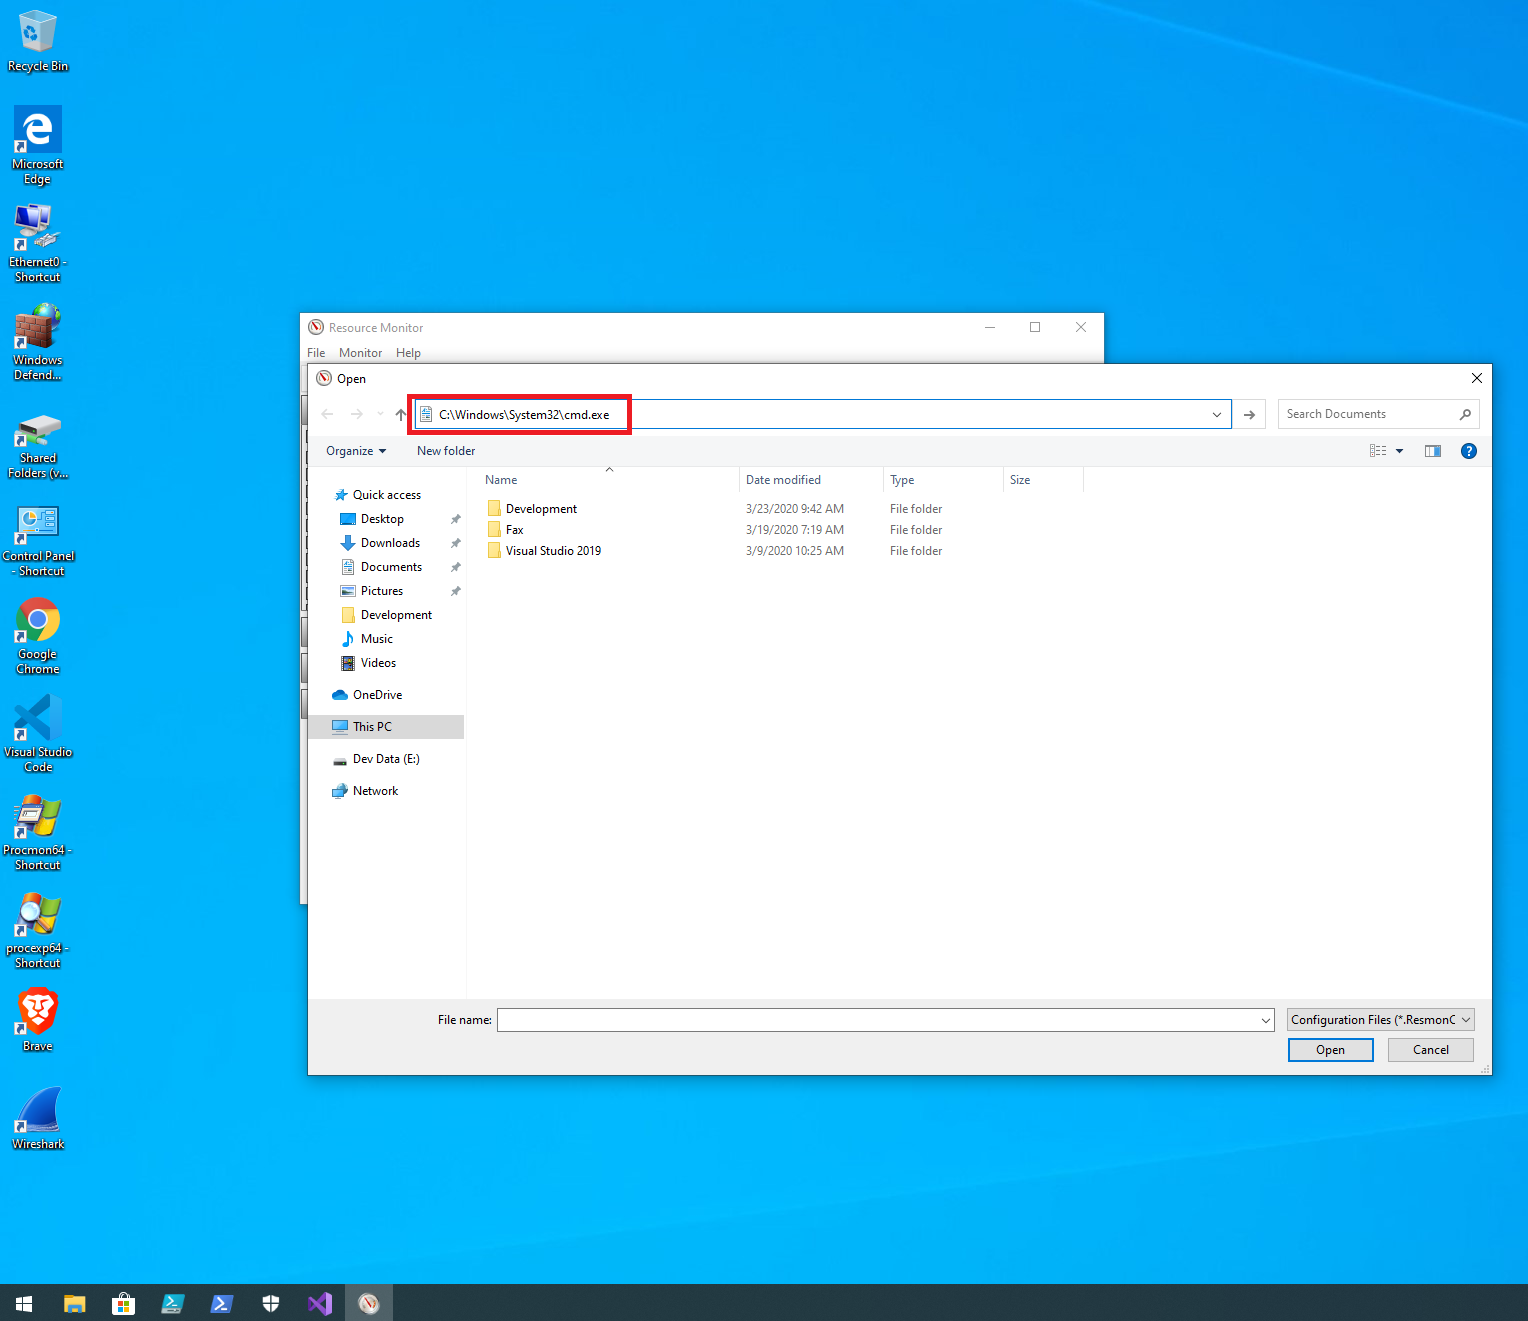 Recycle Bin
Microsoft
Edge
Ethernet0 -
Shortcut
Windows
Defend...
Shared
Folders (v...
Control Panel
- Shortcut
Google
Chrome
Visual Studio
Code
Procmon64 -
Shortcut
procexp64 -
Shortcut
Brave
Wireshark
Resource Monitor
File Monitor Help
Open
C:\Windows\System32\cmd.exe
Search Documents
Organize New folder
Name Date modified Type Size
Development 3/23/2020 9:42 AM File folder
Fax 3/19/2020 7:19 AM File folder
Visual Studio 2019 3/9/2020 10:25 AM File folder
Quick access
Desktop
Downloads
Documents
Pictures
Development
Music
Videos
OneDrive
This PC
Dev Data (E:)
Network
File name: Configuration Files (*.ResmonC
Open Cancel